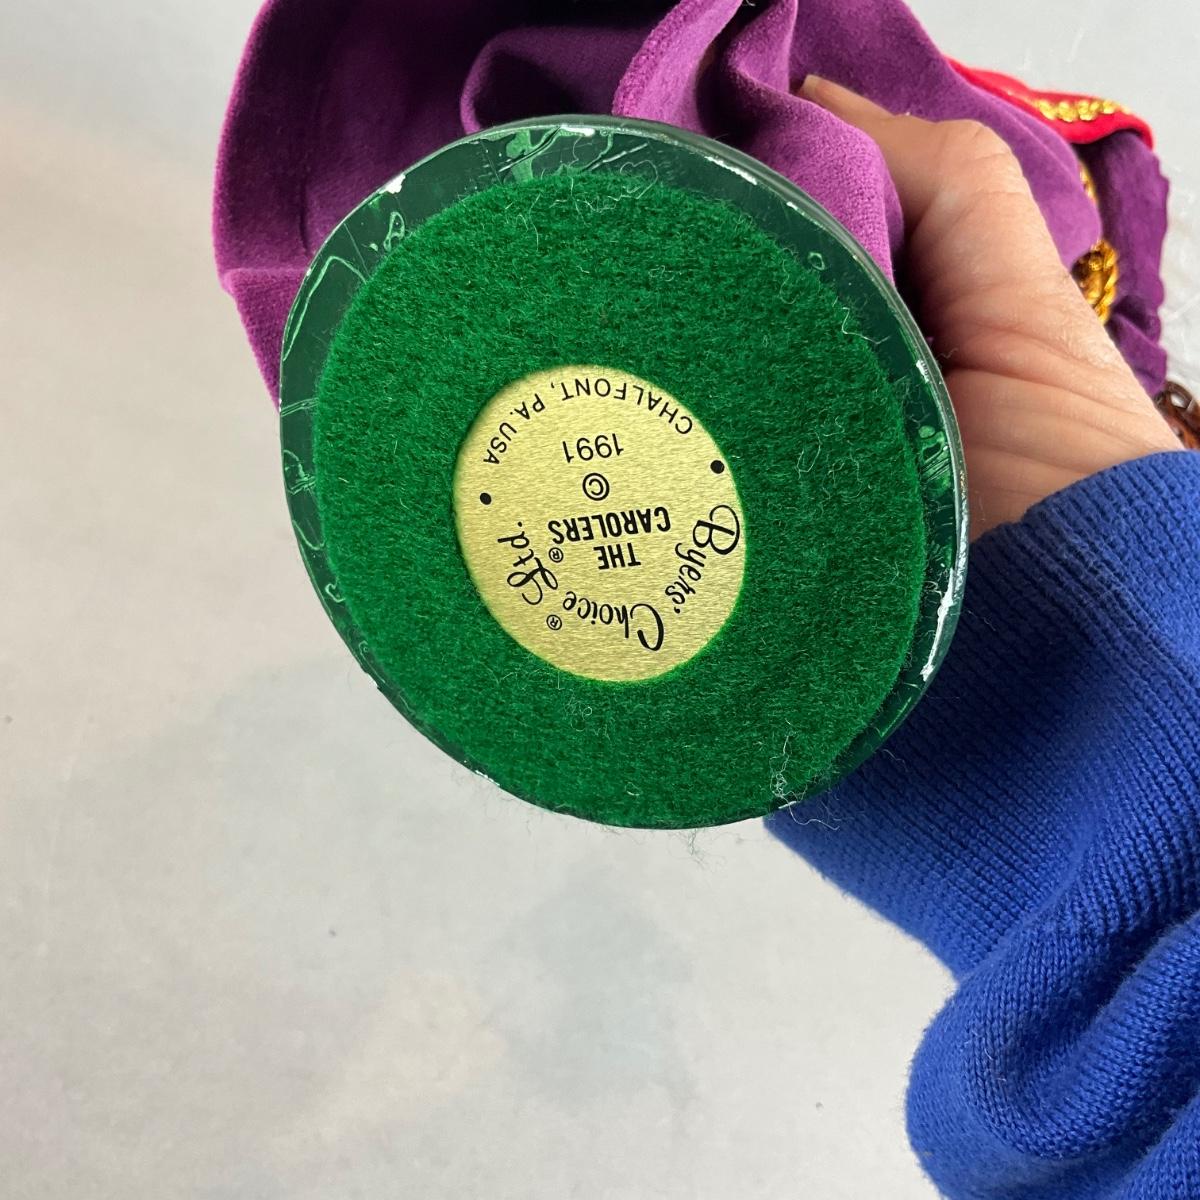 Byers' Choice® Ltd.
THE
CAROLERS®
©
1991
CHALFONT, PA. USA